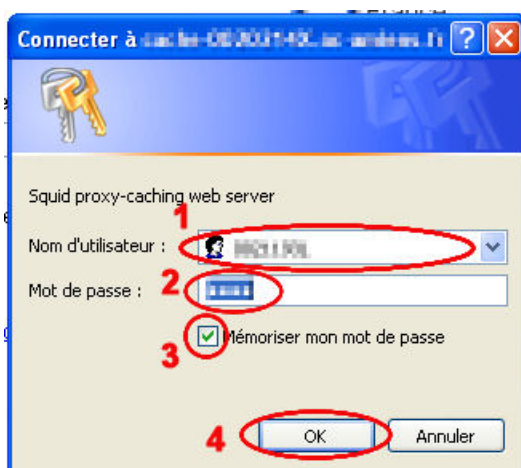 Connecter à
Squid proxy-caching web server
1
Nom d'utilisateur :
2
Mot de passe :
3
Mémoriser mon mot de passe
4
OK
Annuler